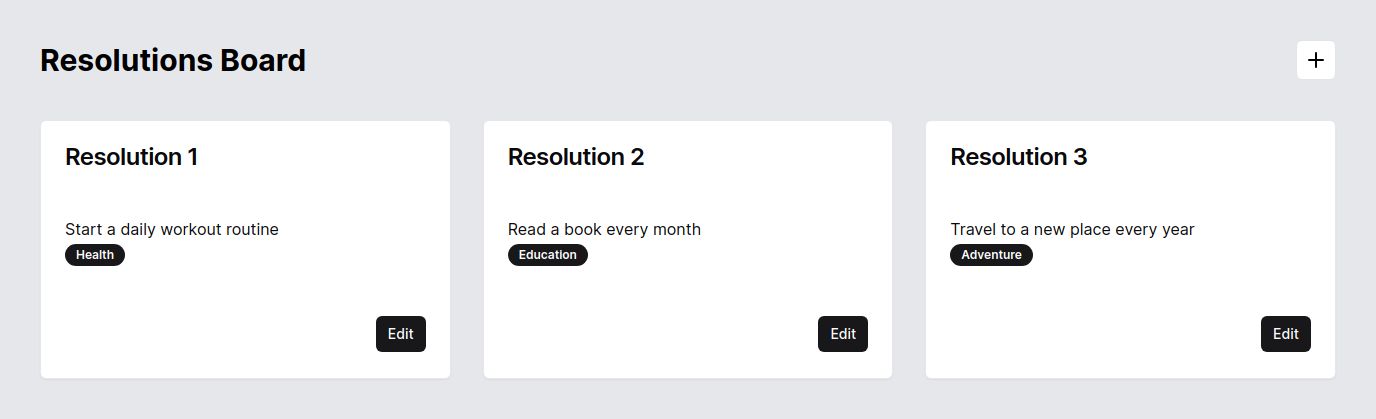 Resolutions Board
+
Resolution 1
Start a daily workout routine
Health
Edit
Resolution 2
Read a book every month
Education
Edit
Resolution 3
Travel to a new place every year
Adventure
Edit